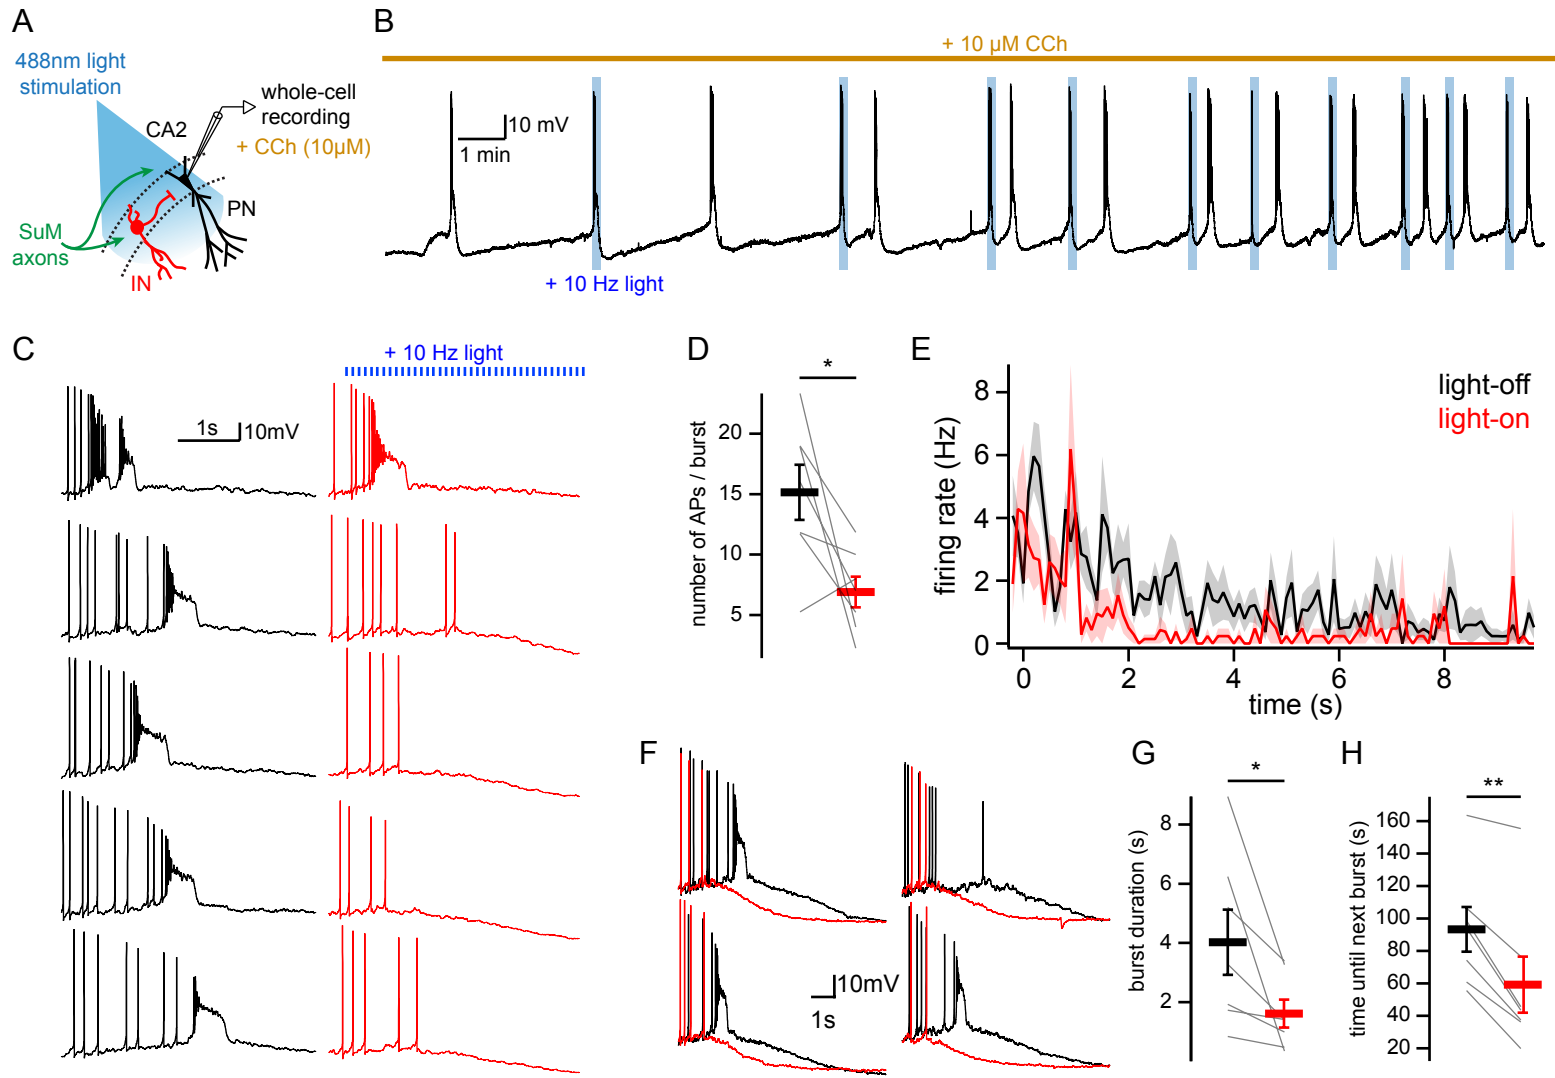 A
488nm light
stimulation
CA2
whole-cell
recording
+ CCh (10µM)
PN
SuM
axons
IN
B
+ 10 µM CCh
10 mV
1 min
+ 10 Hz light
C
+ 10 Hz light
1s
10mV
D
*
number of APs / burst
20
15
10
5
E
light-off
light-on
firing rate (Hz)
8
6
4
2
0
0
2
4
6
8
time (s)
F
10mV
1s
G
*
burst duration (s)
8
6
4
2
H
**
time until next burst (s)
160
140
120
100
80
60
40
20